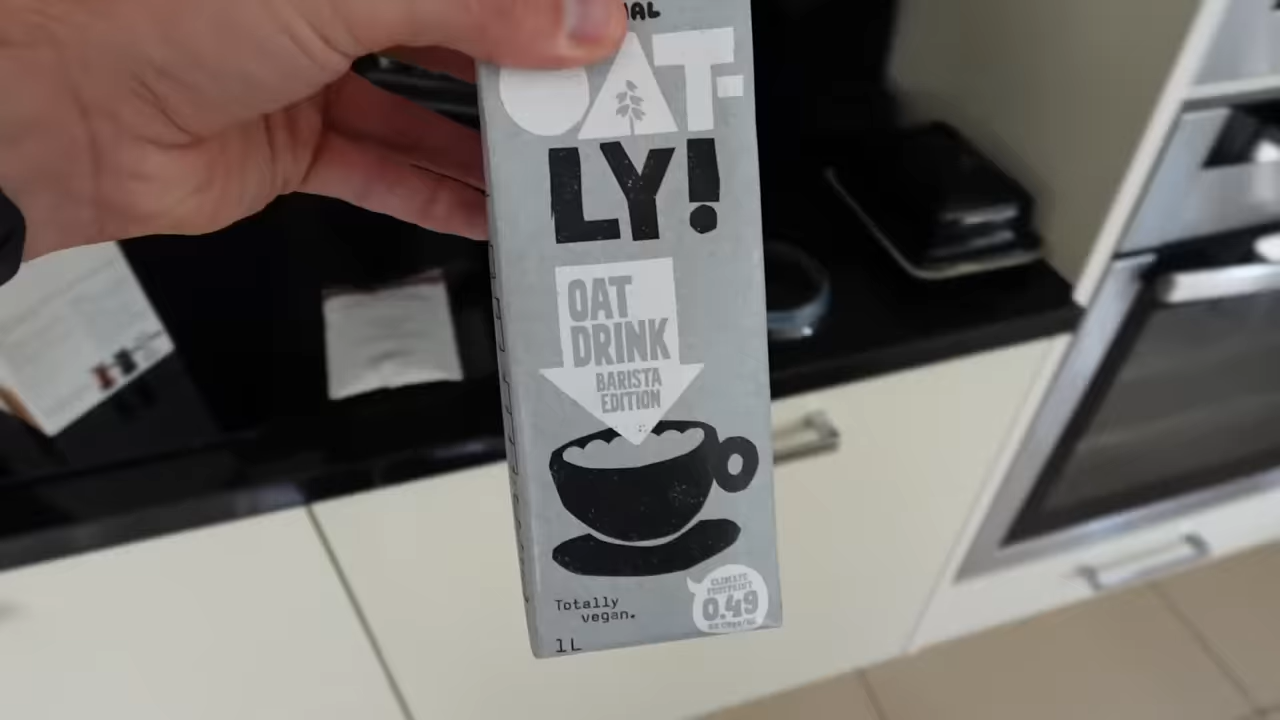 OAT-
LY!
OAT
DRINK
BARISTA
EDITION
Totally
vegan.
1L
CLIMATE
FOOTPRINT
0.49